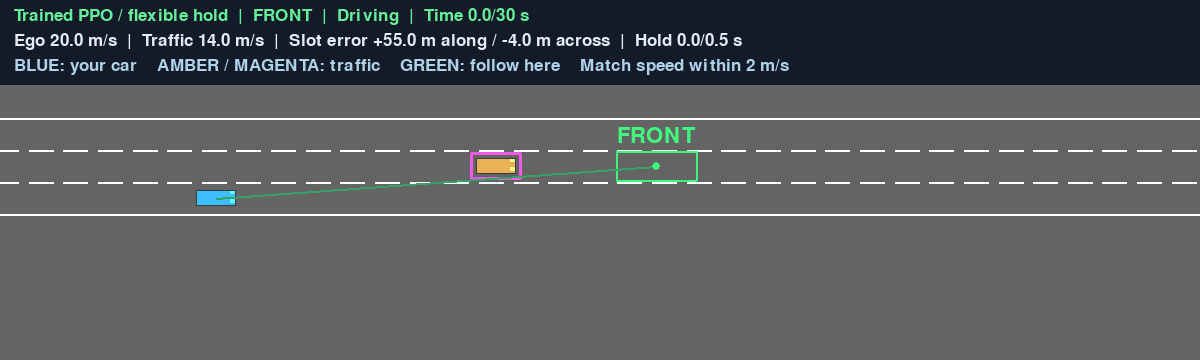 Trained PPO / flexible hold | FRONT | Driving | Time 0.0/30 s
Ego 20.0 m/s | Traffic 14.0 m/s | Slot error +55.0 m along / -4.0 m across | Hold 0.0/0.5 s
BLUE: your car AMBER / MAGENTA: traffic GREEN: follow here Match speed within 2 m/s
FRONT